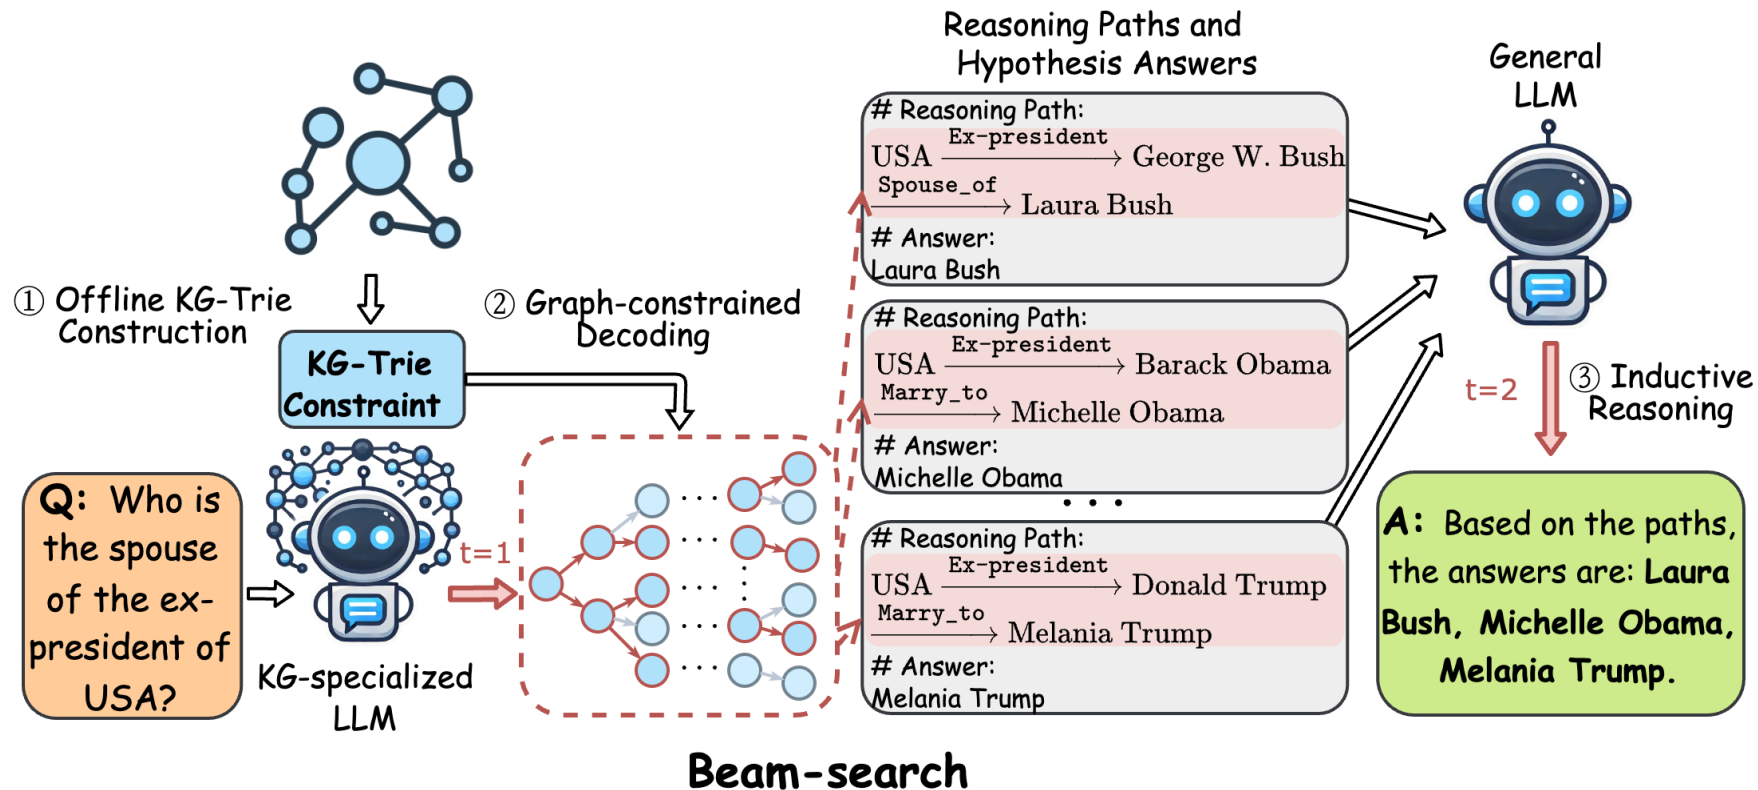 ① Offline KG-Trie
Construction
KG-Trie
Constraint
② Graph-constrained
Decoding
Q: Who is
the spouse
of the ex-
president of
USA?
KG-specialized
LLM
t=1
Beam-search
Reasoning Paths and
Hypothesis Answers
# Reasoning Path:
Ex-president
USA → George W. Bush
Spouse_of
→ Laura Bush
# Answer:
Laura Bush
# Reasoning Path:
Ex-president
USA → Barack Obama
Marry_to
→ Michelle Obama
# Answer:
Michelle Obama
...
# Reasoning Path:
Ex-president
USA → Donald Trump
Marry_to
→ Melania Trump
# Answer:
Melania Trump
General
LLM
t=2
③ Inductive
Reasoning
A: Based on the paths,
the answers are: Laura
Bush, Michelle Obama,
Melania Trump.